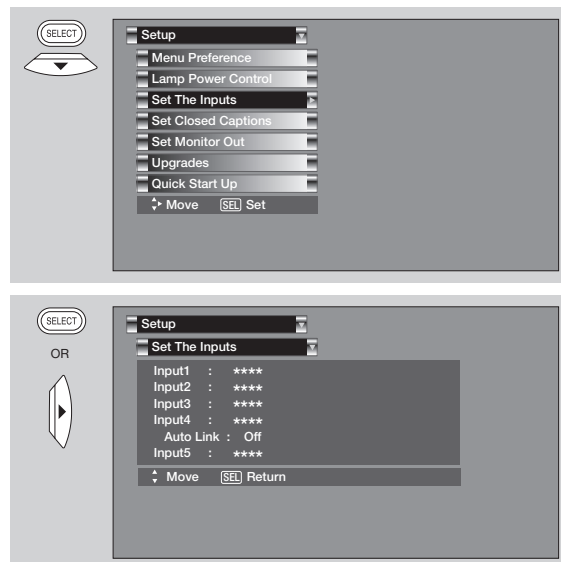 SELECT
Setup
Menu Preference
Lamp Power Control
Set The Inputs
Set Closed Captions
Set Monitor Out
Upgrades
Quick Start Up
Move SEL Set
SELECT
OR
Setup
Set The Inputs
Input1 : ****
Input2 : ****
Input3 : ****
Input4 : ****
Auto Link : Off
Input5 : ****
Move SEL Return